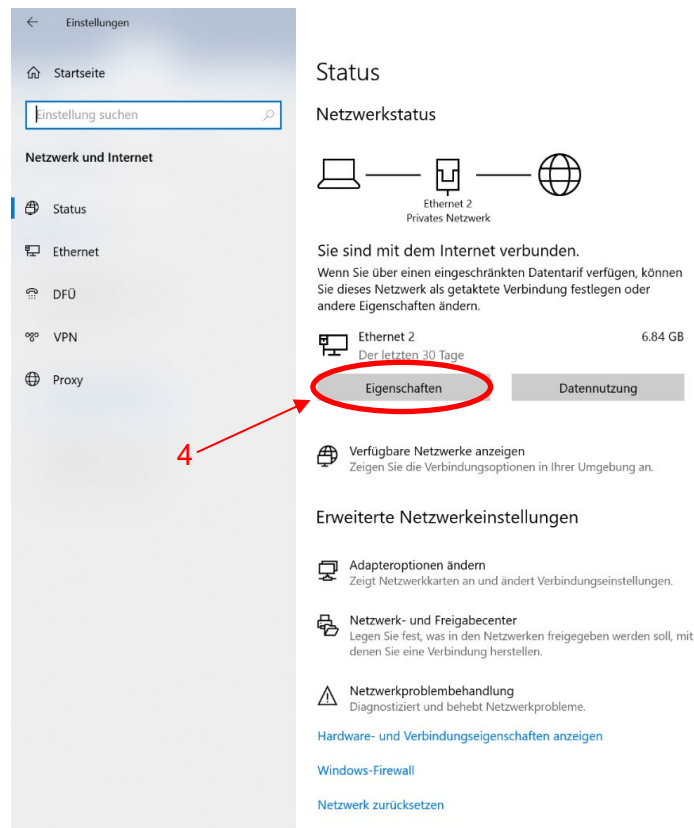 Einstellungen
Startseite
Einstellung suchen
Netzwerk und Internet
Status
Ethernet
DFÜ
VPN
Proxy
4
Status
Netzwerkstatus
Ethernet 2
Privates Netzwerk
Sie sind mit dem Internet verbunden.
Wenn Sie über einen eingeschränkten Datentarif verfügen, können
Sie dieses Netzwerk als getaktete Verbindung festlegen oder
andere Eigenschaften ändern.
Ethernet 2 6.84 GB
Der letzten 30 Tage
Eigenschaften Datennutzung
Verfügbare Netzwerke anzeigen
Zeigen Sie die Verbindungsoptionen in Ihrer Umgebung an.
Erweiterte Netzwerkeinstellungen
Adapteroptionen ändern
Zeigt Netzwerkkarten an und ändert Verbindungseinstellungen.
Netzwerk- und Freigabecenter
Legen Sie fest, was in den Netzwerken freigegeben werden soll, mit
denen Sie eine Verbindung herstellen.
Netzwerkproblembehandlung
Diagnostiziert und behebt Netzwerkprobleme.
Hardware- und Verbindungseigenschaften anzeigen
Windows-Firewall
Netzwerk zurücksetzen